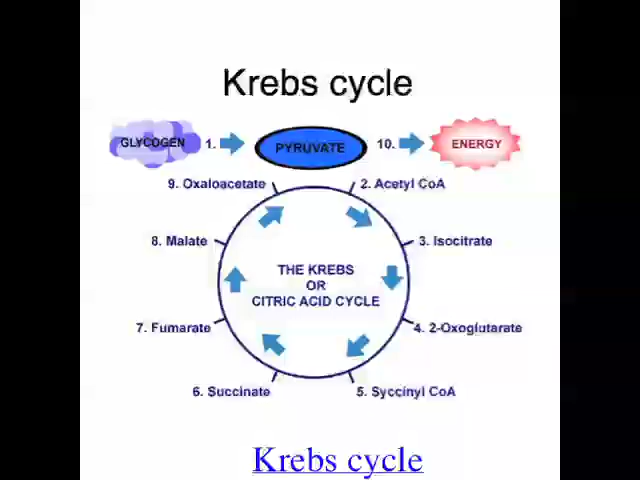 Krebs cycle
GLYCOGEN 1. PYRUVATE 10. ENERGY
9. Oxaloacetate 2. Acetyl CoA
8. Malate 3. Isocitrate
THE KREBS
OR
CITRIC ACID CYCLE
7. Fumarate 4. 2-Oxoglutarate
6. Succinate 5. Syccinyl CoA
Krebs cycle